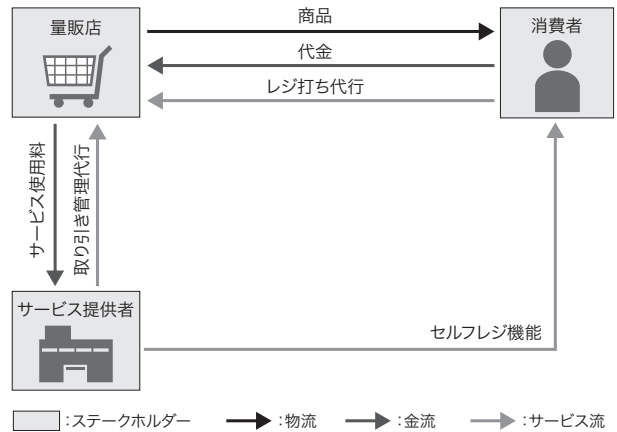 量販店
商品
消費者
代金
レジ打ち代行
サービス使用料
取り引き管理代行
サービス提供者
セルフレジ機能
:ステークホルダー
:物流
:金流
:サービス流